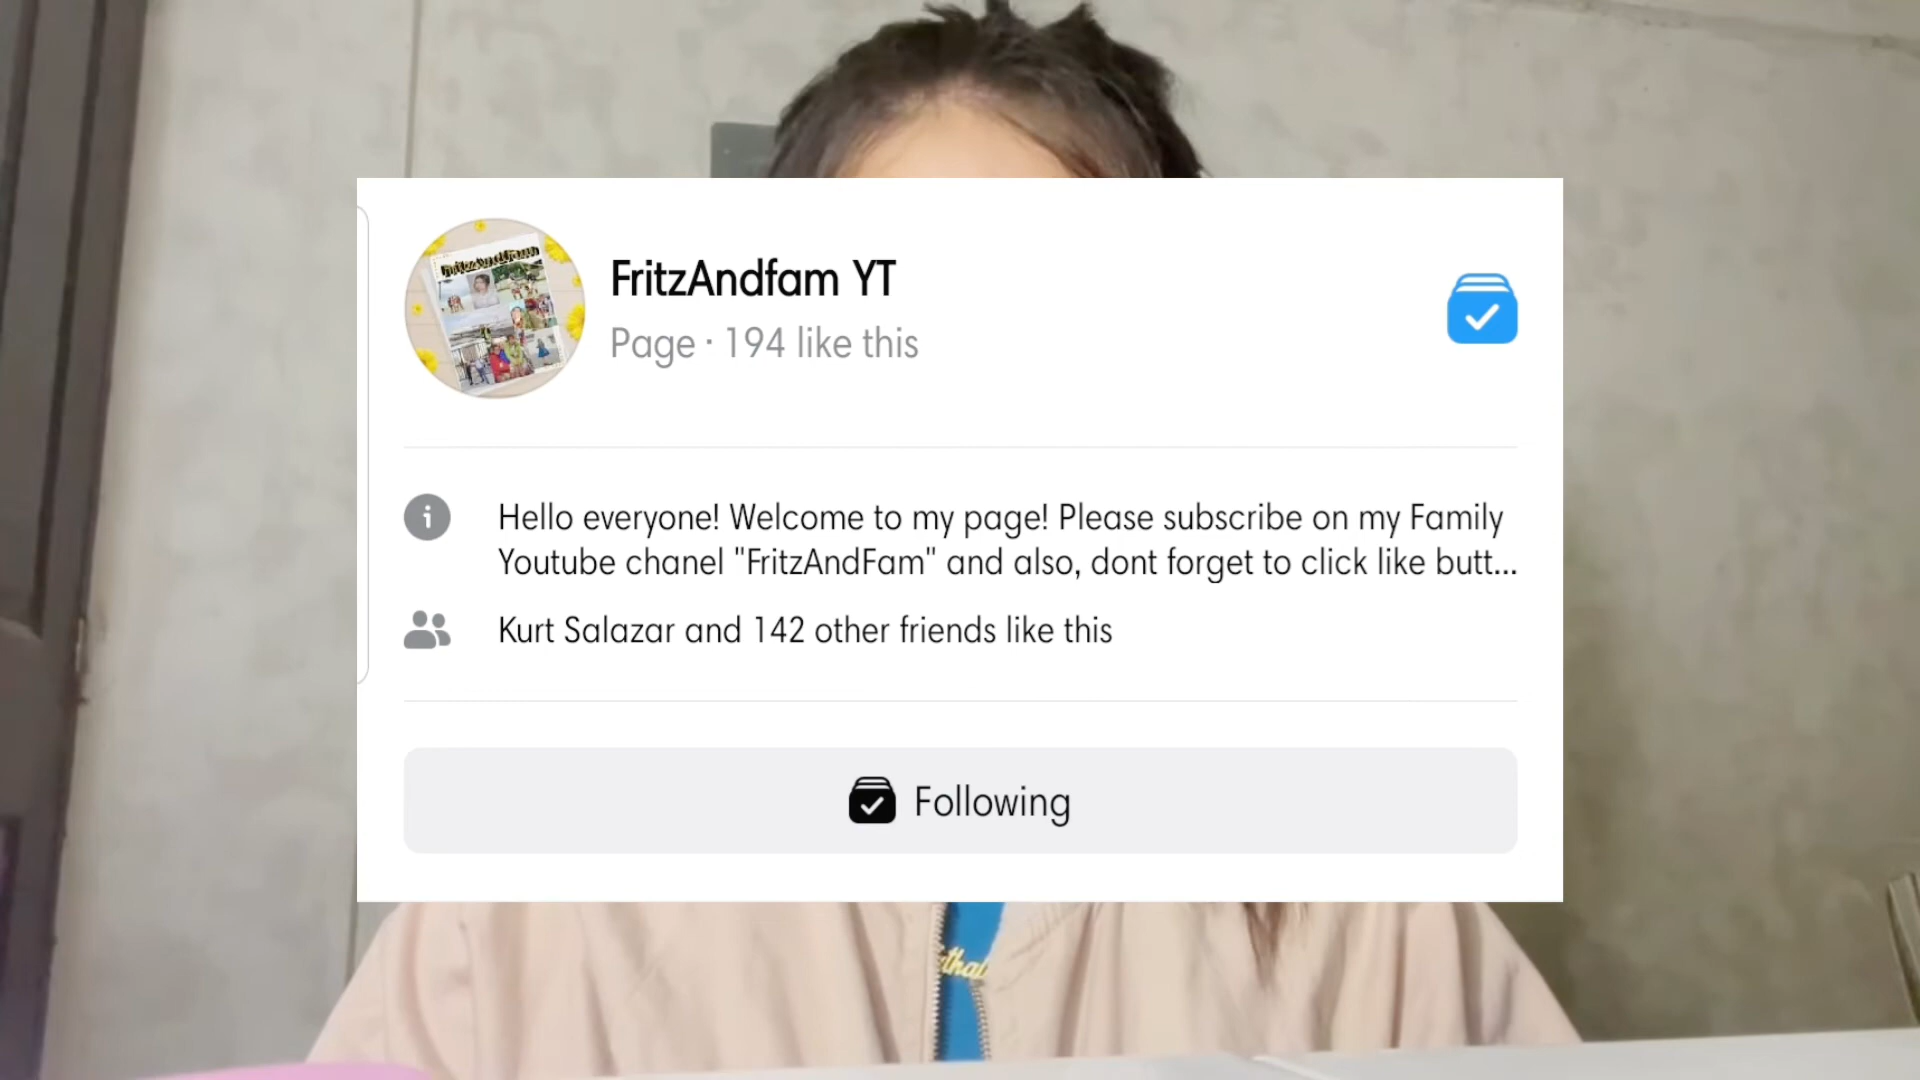 FritzAndfam YT
Page · 194 like this
Hello everyone! Welcome to my page! Please subscribe on my Family
Youtube chanel "FritzAndFam" and also, dont forget to click like butt...
Kurt Salazar and 142 other friends like this
Following